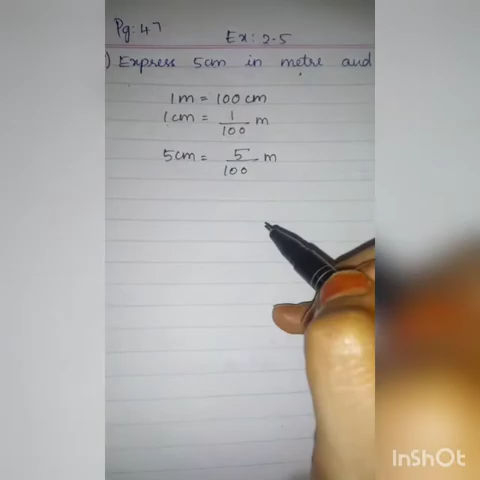 Pg: 47
Ex: 2.5
) Express 5cm in metre and
1m = 100 cm
1cm = 1/100 m
5cm = 5/100 m
InShOt